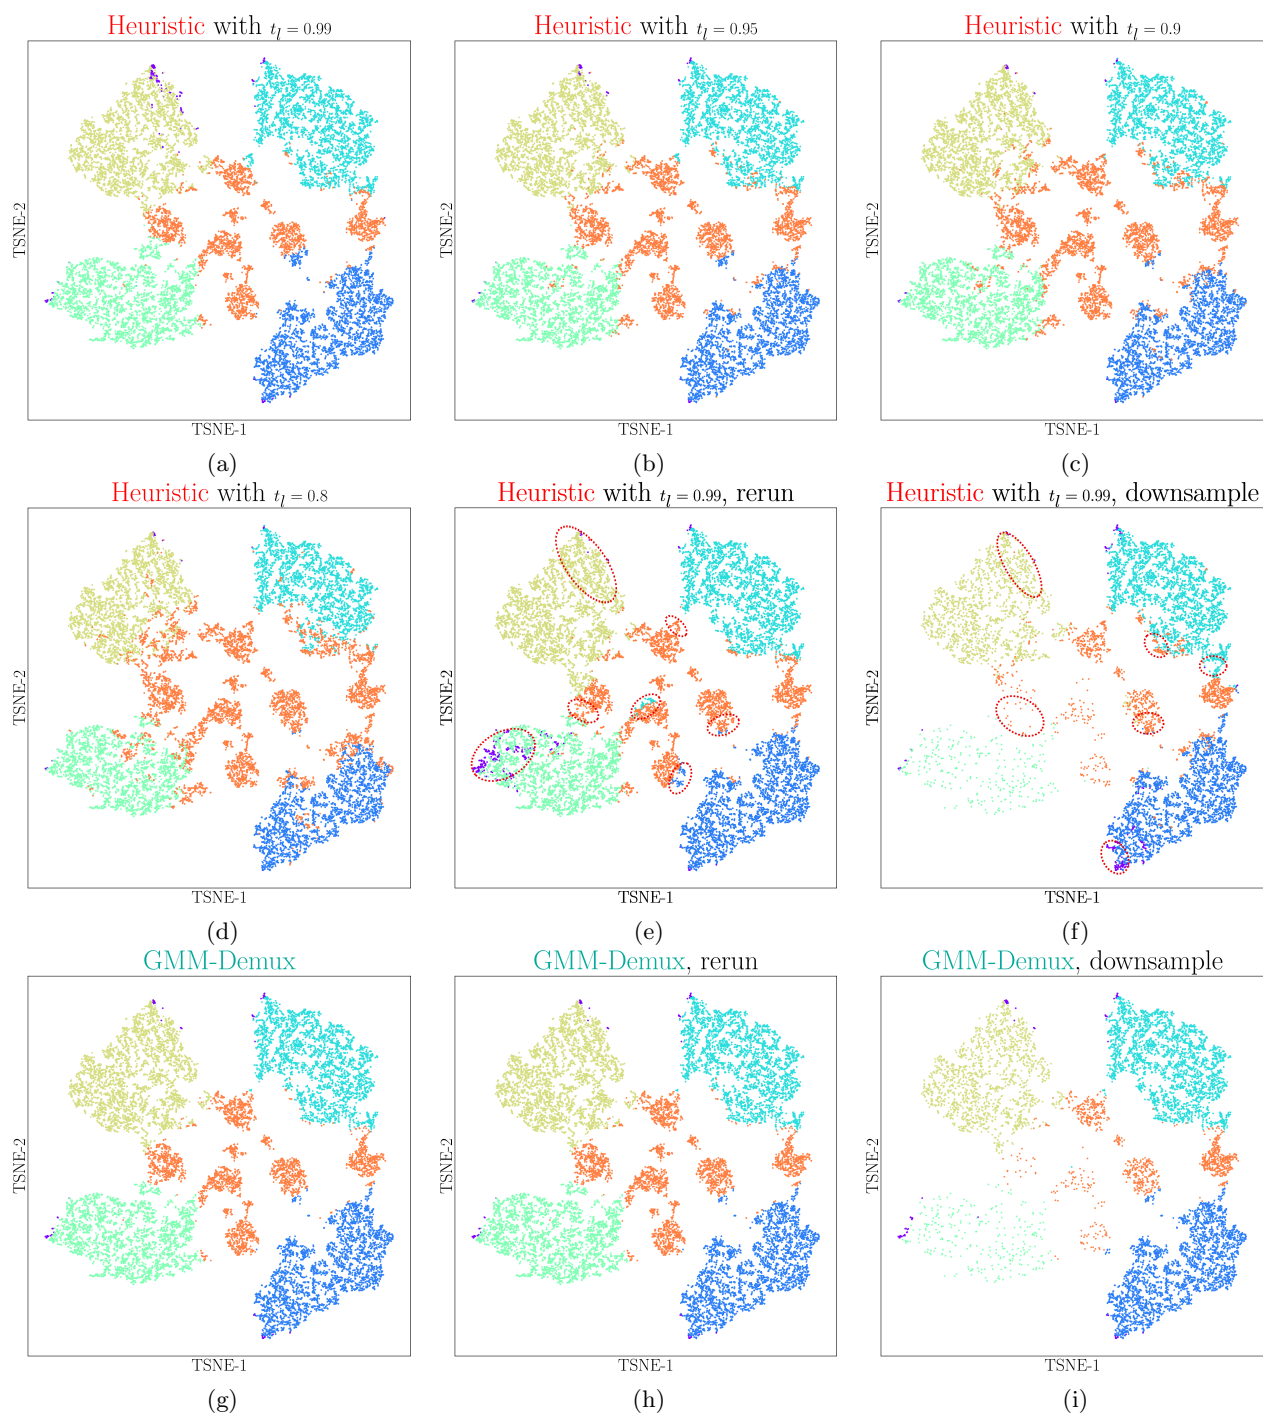 Heuristic with t_l = 0.99
Heuristic with t_l = 0.95
Heuristic with t_l = 0.9
TSNE-2
TSNE-2
TSNE-2
TSNE-1
TSNE-1
TSNE-1
(a)
(b)
(c)
Heuristic with t_l = 0.8
Heuristic with t_l = 0.99, rerun
Heuristic with t_l = 0.99, downsample
TSNE-2
TSNE-2
TSNE-2
TSNE-1
TSNE-1
TSNE-1
(d)
(e)
(f)
GMM-Demux
GMM-Demux, rerun
GMM-Demux, downsample
TSNE-2
TSNE-2
TSNE-2
TSNE-1
TSNE-1
TSNE-1
(g)
(h)
(i)